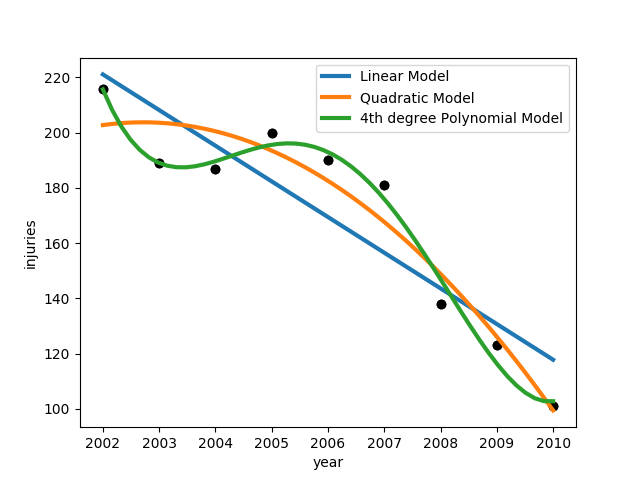 220
200
180
160
140
120
100
injuries
Linear Model
Quadratic Model
4th degree Polynomial Model
2002 2003 2004 2005 2006 2007 2008 2009 2010
year